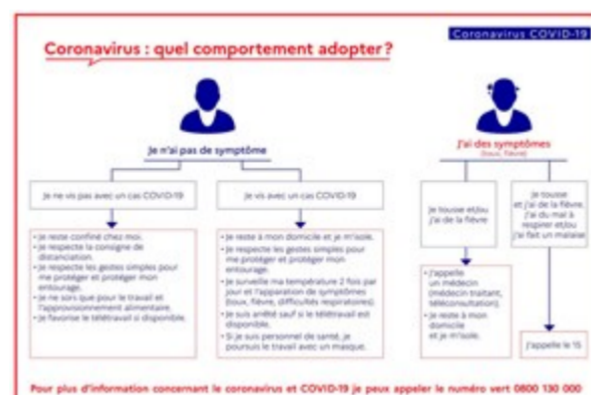 Coronavirus COVID-19
Coronavirus : quel comportement adopter ?
Je n'ai pas de symptôme
Je ne vis pas avec un cas COVID-19
• Je reste confiné chez moi.
• Je respecte la consigne de
distanciation.
• Je respecte les gestes simples pour
me protéger et protéger mon
entourage.
• Je ne sors que pour le travail et
l'approvisionnement alimentaire.
• Je favorise le télétravail si disponible.
Je vis avec un cas COVID-19
• Je reste à mon domicile et je m'isole.
• Je respecte les gestes simples pour
me protéger et protéger mon
entourage.
• Je surveille ma température 2 fois par
jour et l'apparation de symptômes
(toux, fièvre, difficultés respiratoires).
• Je suis arrêté sauf si le télétravail est
disponible.
• Si je suis personnel de santé, je
poursuis le travail avec un masque.
J'ai des symptômes
(toux, fièvre)
Je tousse et/ou
j'ai de la fièvre
• J'appelle
un médecin
(médecin traitant,
téléconsultation).
• Je reste à mon
domicile
et je m'isole.
Je tousse
et j'ai de la fièvre.
J'ai du mal à
respirer et/ou
j'ai fait un malaise
J'appelle le 15
Pour plus d'information concernant le coronavirus et COVID-19 je peux appeler le numéro vert 0800 130 000